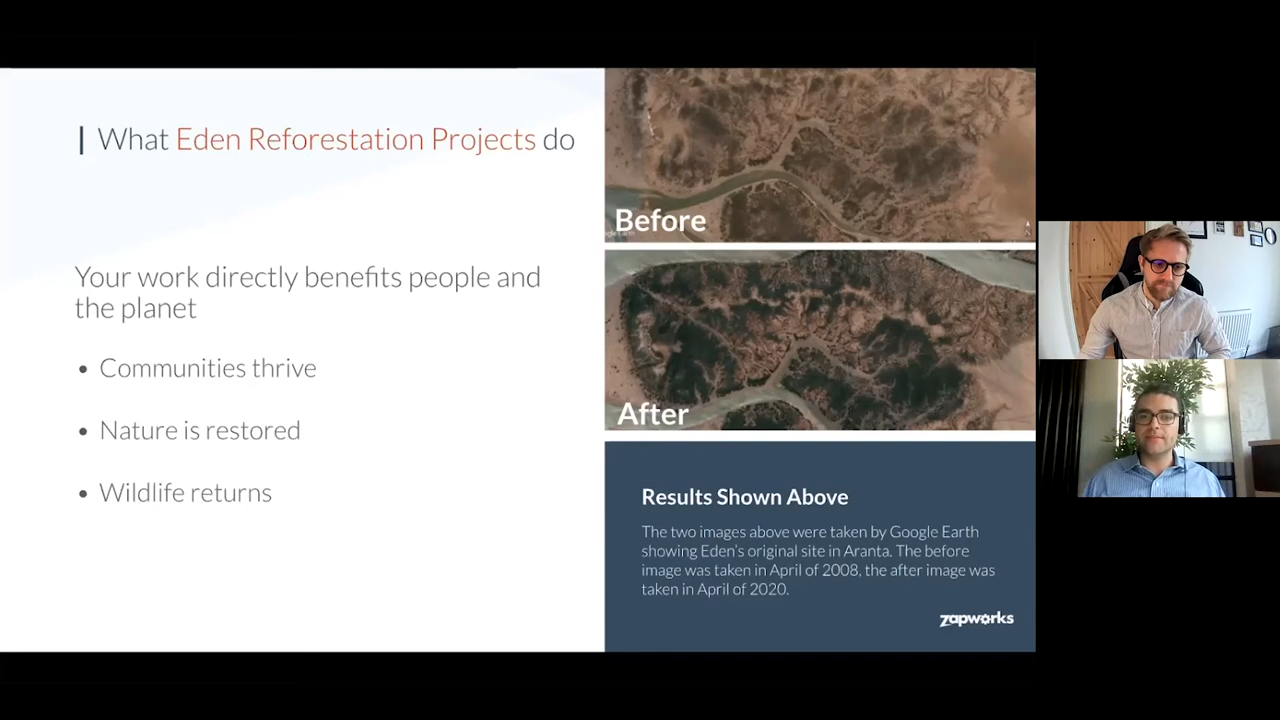 | What Eden Reforestation Projects do
Your work directly benefits people and
the planet
• Communities thrive
• Nature is restored
• Wildlife returns
Before
After
Results Shown Above
The two images above were taken by Google Earth
showing Eden's original site in Aranta. The before
image was taken in April of 2008, the after image was
taken in April of 2020.
zapworks